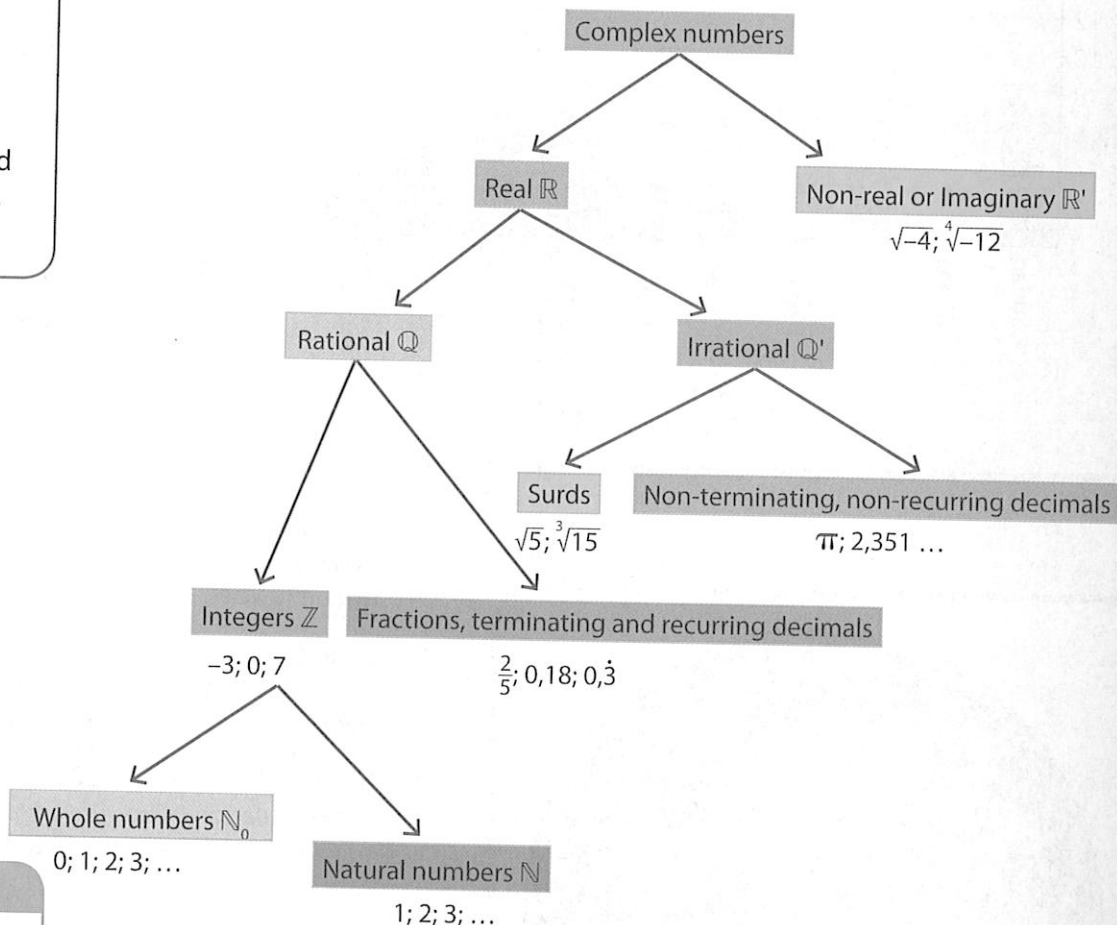 Complex numbers
d
Real ℝ
Non-real or Imaginary ℝ'
√–4; ⁴√–12
Rational ℚ
Irrational ℚ'
Surds
√5; ³√15
Non-terminating, non-recurring decimals
π; 2,351 ...
Integers ℤ
–3; 0; 7
Fractions, terminating and recurring decimals
2/5; 0,18; 0,3̇
Whole numbers ℕ₀
0; 1; 2; 3; ...
Natural numbers ℕ
1; 2; 3; ...